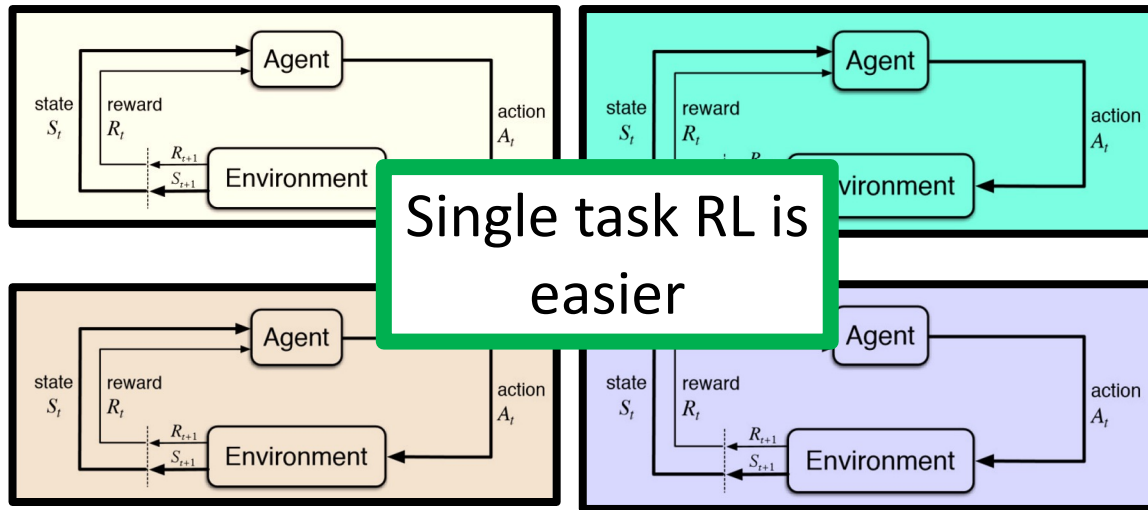 Agent
state
S_t
reward
R_t
action
A_t
R_{t+1}
S_{t+1}
Environment
Agent
state
S_t
reward
R_t
action
A_t
R
vironment
Single task RL is
easier
Agent
state
S_t
reward
R_t
action
A_t
R_{t+1}
S_{t+1}
Environment
Agent
state
S_t
reward
R_t
action
A_t
R_{t+1}
S_{t+1}
Environment